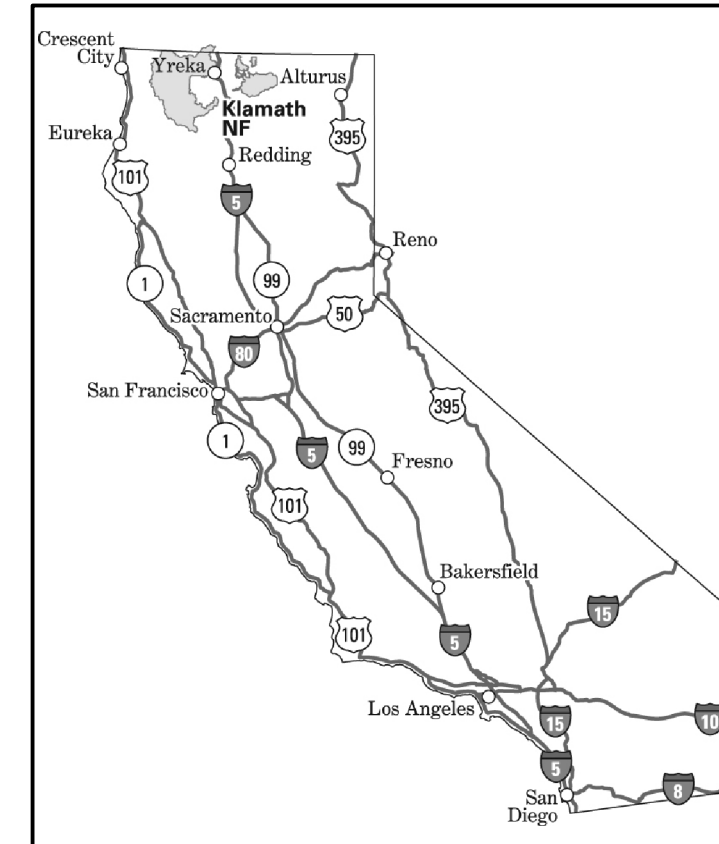 Crescent
City
Yreka
Alturus
Klamath
NF
395
Eureka
Redding
101
5
Reno
99
1
50
Sacramento
80
San Francisco
395
1
5
99
Fresno
101
Bakersfield
15
101
5
Los Angeles
15
10
5
San
Diego
8